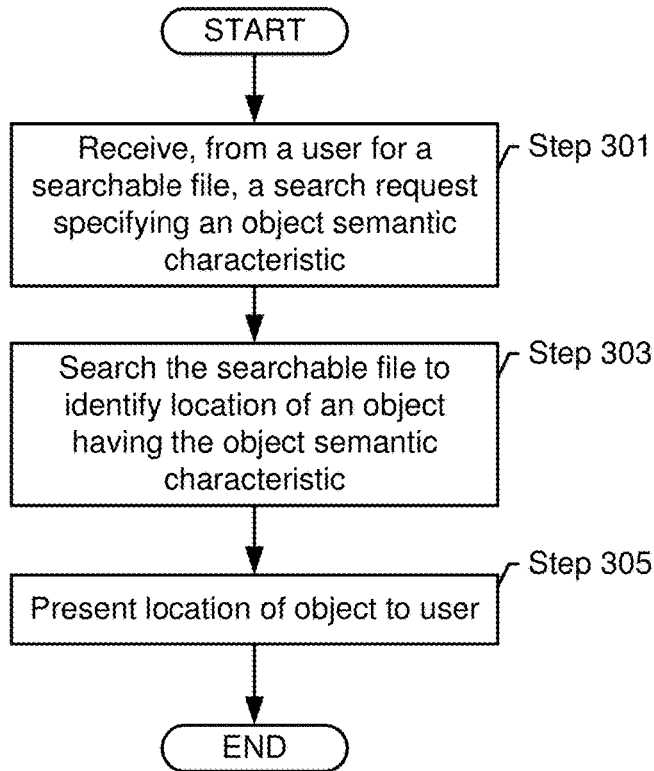 START
Receive, from a user for a
searchable file, a search request
specifying an object semantic
characteristic
Step 301
Search the searchable file to
identify location of an object
having the object semantic
characteristic
Step 303
Present location of object to user
Step 305
END